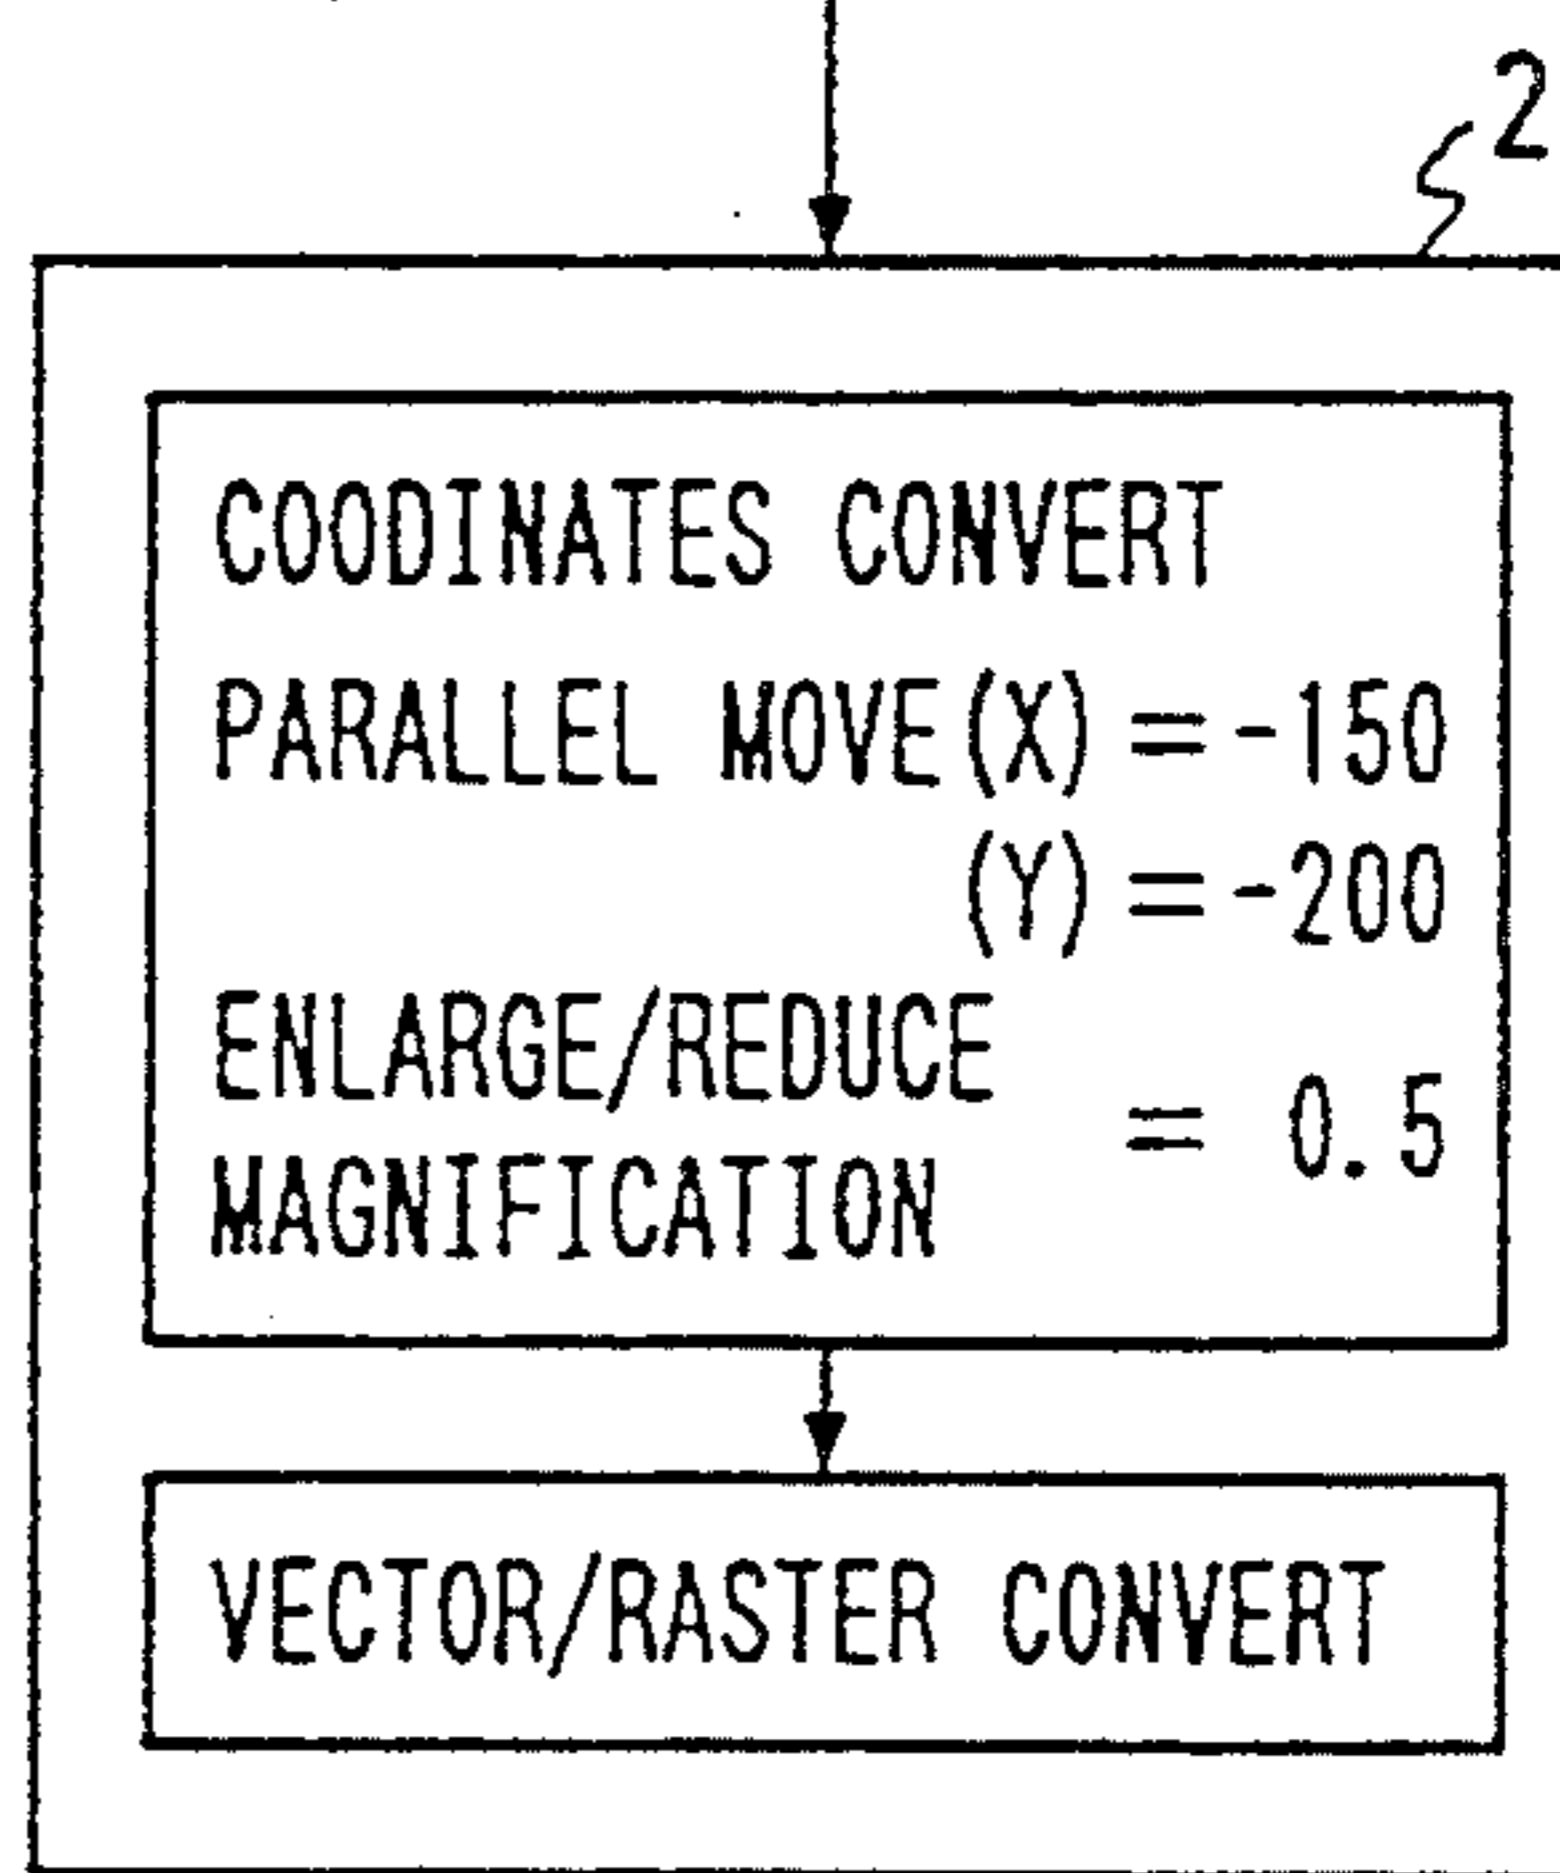 2
COODINATES CONVERT
PARALLEL MOVE(X) = -150
(Y) = -200
ENLARGE/REDUCE
= 0.5
MAGNIFICATION
VECTOR/RASTER CONVERT